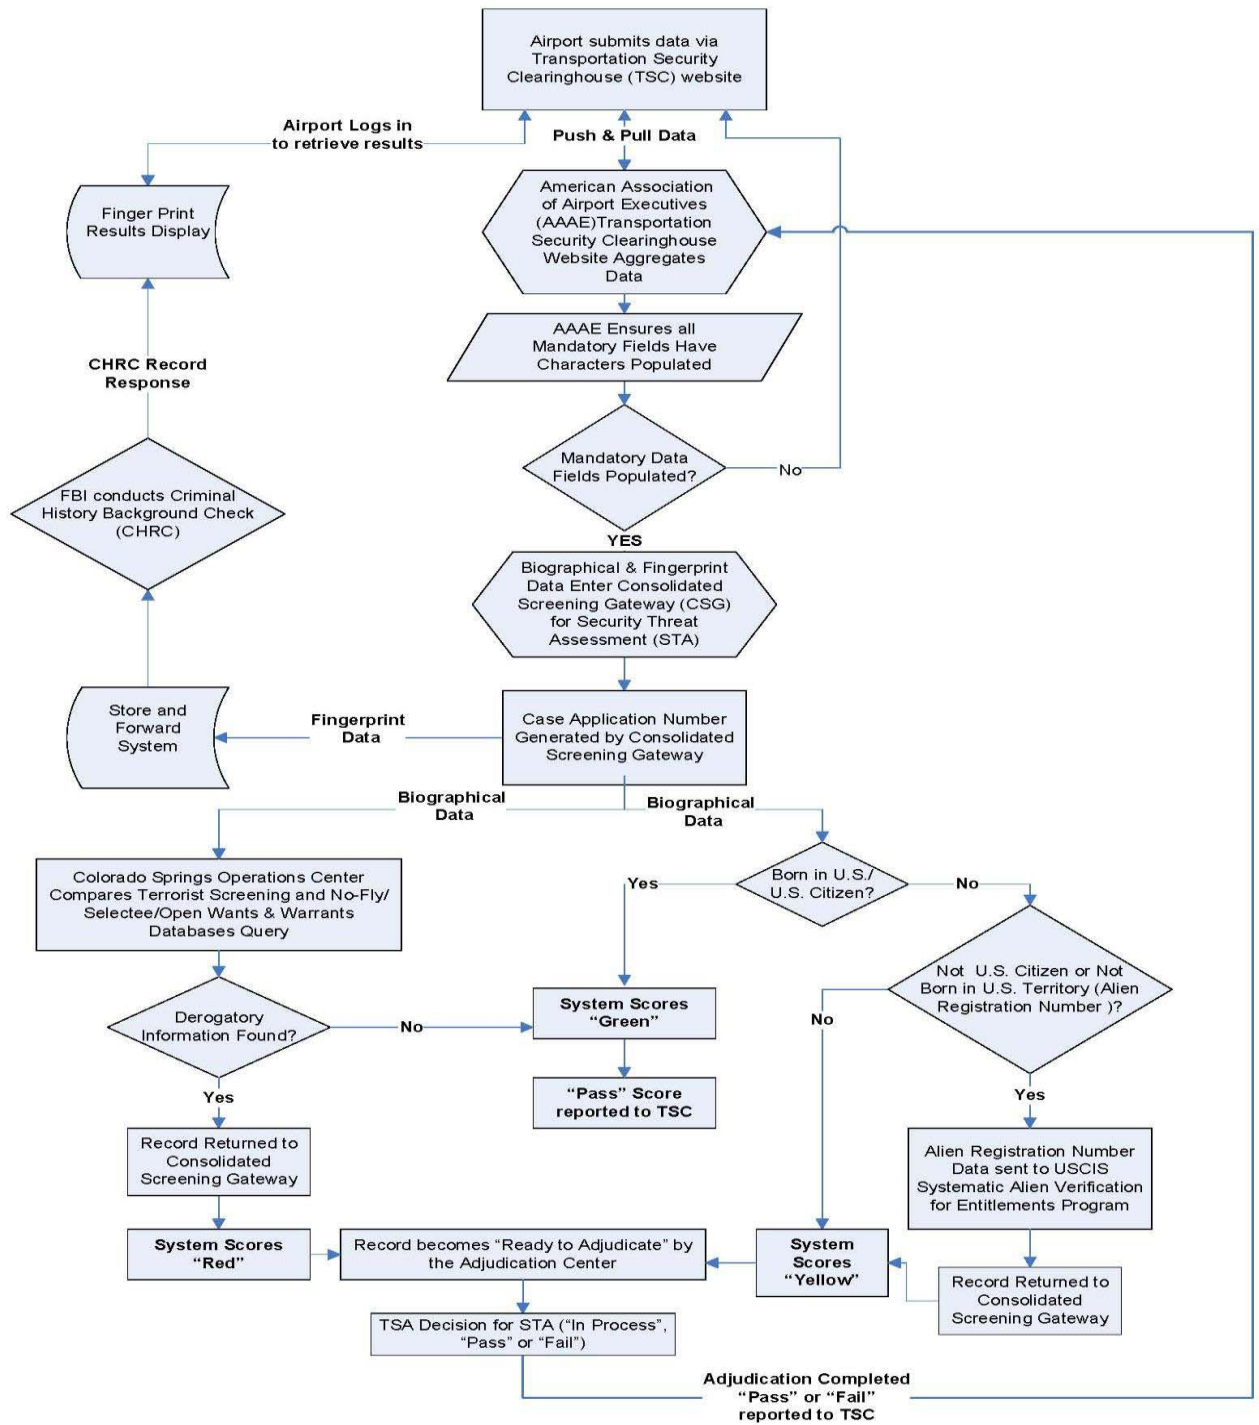 Airport submits data via
Transportation Security
Clearinghouse (TSC) website
Airport Logs in
to retrieve results
Push & Pull Data
American Association
of Airport Executives
(AAAE)Transportation
Security Clearinghouse
Website Aggregates
Data
Finger Print
Results Display
AAAE Ensures all
Mandatory Fields Have
Characters Populated
CHRC Record
Response
Mandatory Data
Fields Populated?
No
FBI conducts Criminal
History Background Check
(CHRC)
YES
Biographical & Fingerprint
Data Enter Consolidated
Screening Gateway (CSG)
for Security Threat
Assessment (STA)
Store and
Forward
System
Fingerprint
Data
Case Application Number
Generated by Consolidated
Screening Gateway
Biographical
Data
Biographical
Data
Colorado Springs Operations Center
Compares Terrorist Screening and No-Fly/
Selectee/Open Wants & Warrants
Databases Query
Yes
Born in U.S./
U.S. Citizen?
No
Not U.S. Citizen or Not
Born in U.S. Territory (Alien
Registration Number )?
Derogatory
Information Found?
No
System Scores
“Green”
No
Yes
“Pass” Score
reported to TSC
Yes
Record Returned to
Consolidated
Screening Gateway
Alien Registration Number
Data sent to USCIS
Systematic Alien Verification
for Entitlements Program
System Scores
“Red”
Record becomes “Ready to Adjudicate” by
the Adjudication Center
System
Scores
“Yellow”
Record Returned to
Consolidated
Screening Gateway
TSA Decision for STA (“In Process”,
“Pass” or “Fail”)
Adjudication Completed
“Pass” or “Fail”
reported to TSC